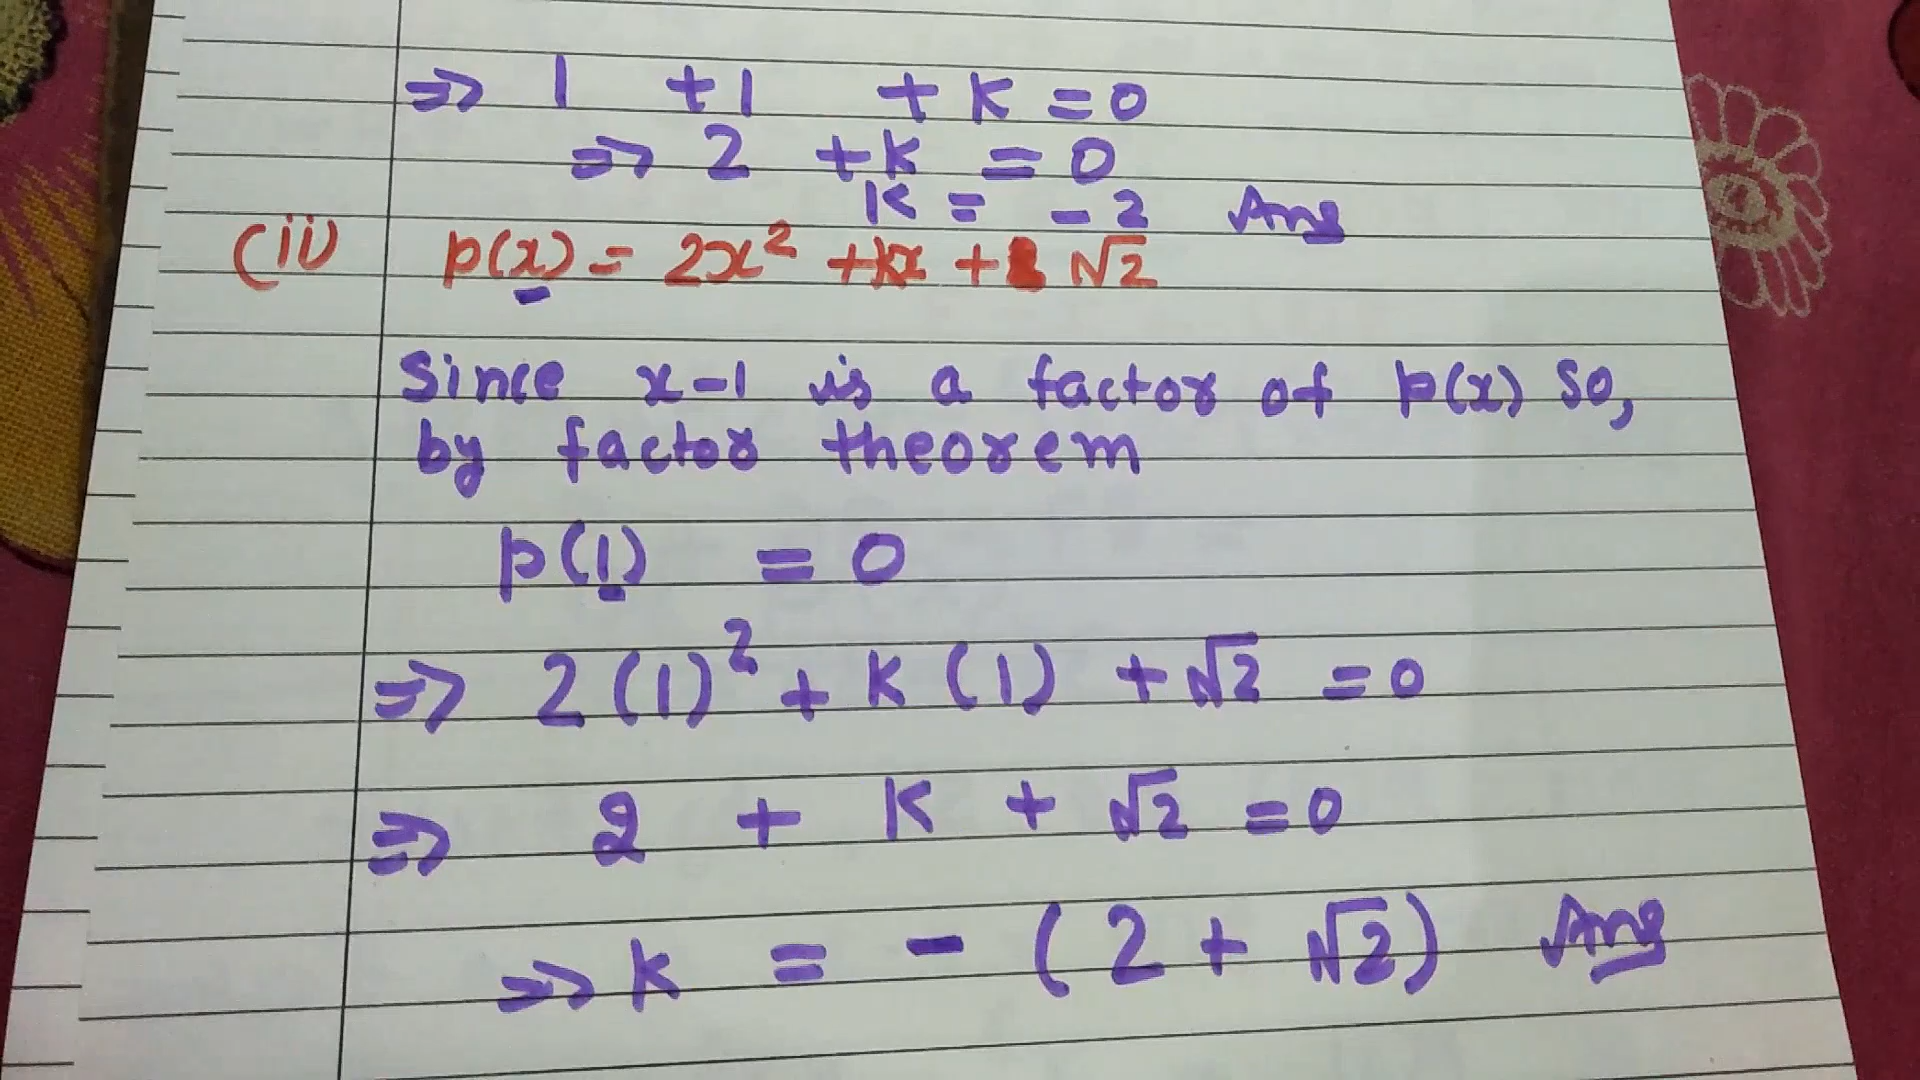 ⇒ 1 + 1 + k = 0
⇒ 2 + k = 0
k = - 2 Ans
(ii) p(x) = 2x² + kx + √2
Since x-1 is a factor of p(x) so,
by factor theorem
p(1) = 0
⇒ 2(1)² + k(1) + √2 = 0
⇒ 2 + k + √2 = 0
⇒ k = - (2 + √2) Ans